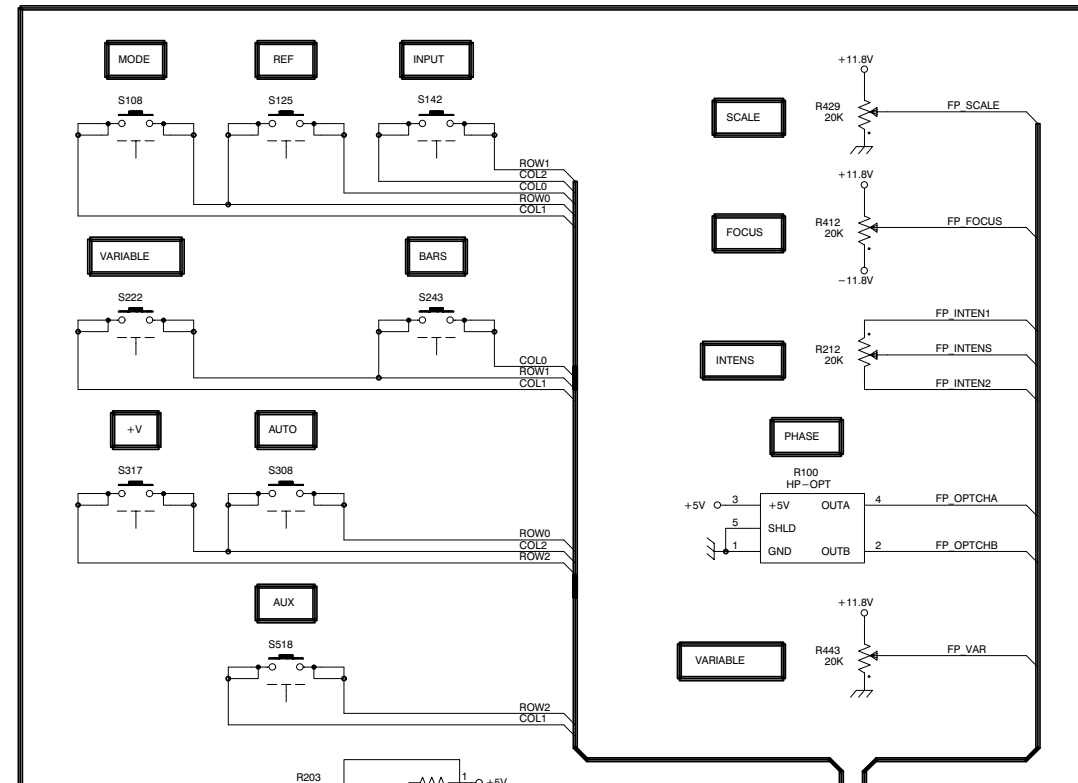 MODE
REF
INPUT
S108
S125
S142
ROW1
COL2
COL0
ROW0
COL1
VARIABLE
BARS
S222
S243
COL0
ROW1
COL1
+V
AUTO
S317
S308
ROW0
COL2
ROW2
AUX
S518
ROW2
COL1
R203
1
+5V
+11.8V
SCALE
R429
20K
FP_SCALE
+11.8V
FOCUS
R412
20K
FP_FOCUS
−11.8V
INTENS
R212
20K
FP_INTEN1
FP_INTENS
FP_INTEN2
PHASE
R100
HP−OPT
+5V
3
+5V
OUTA
4
FP_OPTCHA
5
SHLD
1
GND
OUTB
2
FP_OPTCHB
+11.8V
VARIABLE
R443
20K
FP_VAR